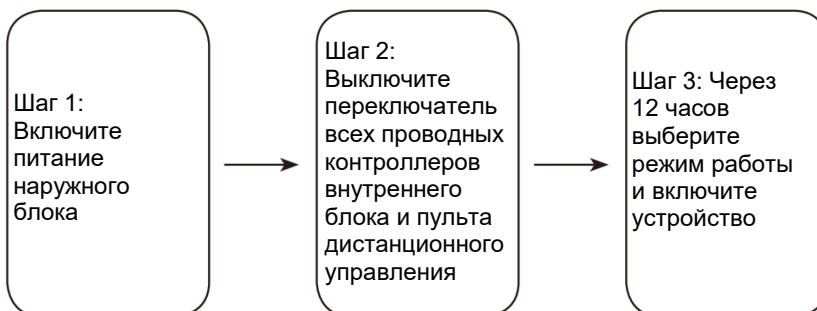 Шаг 1:
Включите
питание
наружного
блока
Шаг 2:
Выключите
переключатель
всех проводных
контроллеров
внутреннего
блока и пульта
дистанционного
управления
Шаг 3: Через
12 часов
выберите
режим работы
и включите
устройство